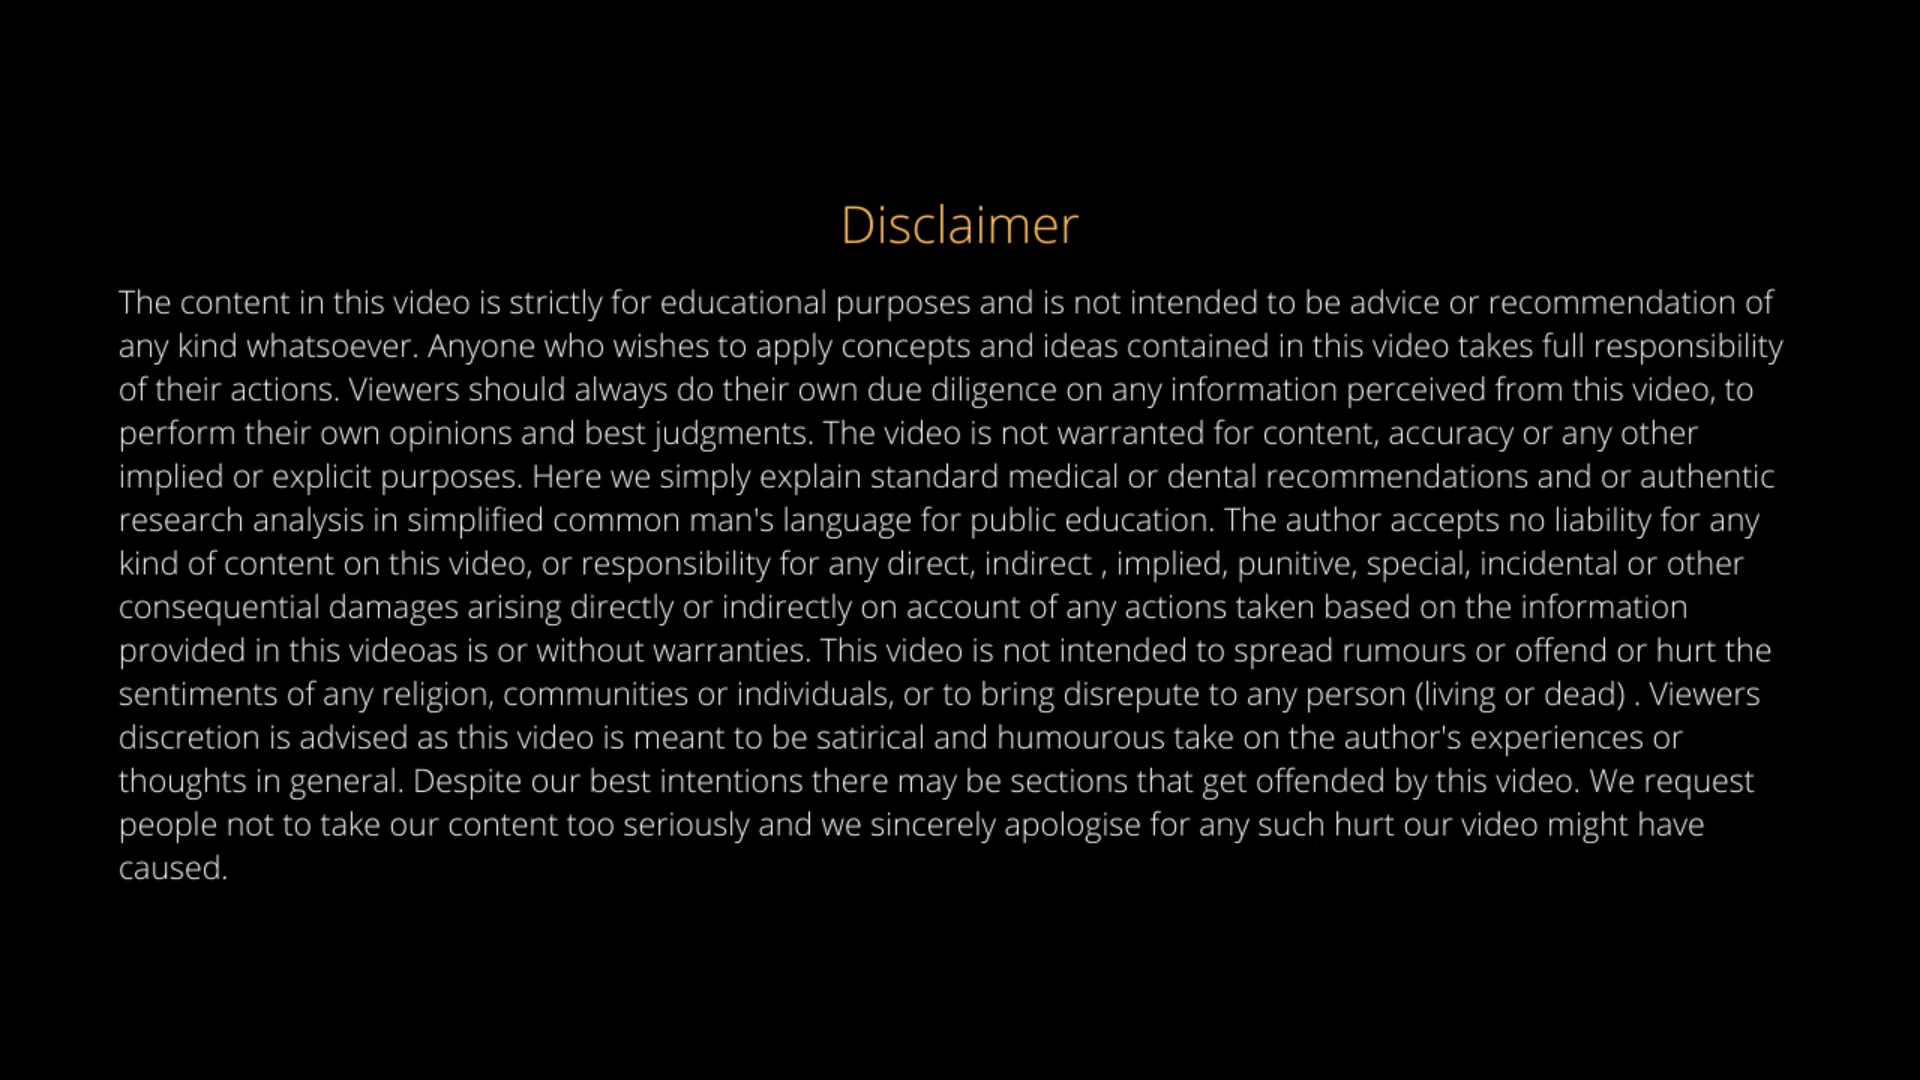 Disclaimer
The content in this video is strictly for educational purposes and is not intended to be advice or recommendation of
any kind whatsoever. Anyone who wishes to apply concepts and ideas contained in this video takes full responsibility
of their actions. Viewers should always do their own due diligence on any information perceived from this video, to
perform their own opinions and best judgments. The video is not warranted for content, accuracy or any other
implied or explicit purposes. Here we simply explain standard medical or dental recommendations and or authentic
research analysis in simplified common man's language for public education. The author accepts no liability for any
kind of content on this video, or responsibility for any direct, indirect , implied, punitive, special, incidental or other
consequential damages arising directly or indirectly on account of any actions taken based on the information
provided in this videoas is or without warranties. This video is not intended to spread rumours or offend or hurt the
sentiments of any religion, communities or individuals, or to bring disrepute to any person (living or dead) . Viewers
discretion is advised as this video is meant to be satirical and humourous take on the author's experiences or
thoughts in general. Despite our best intentions there may be sections that get offended by this video. We request
people not to take our content too seriously and we sincerely apologise for any such hurt our video might have
caused.